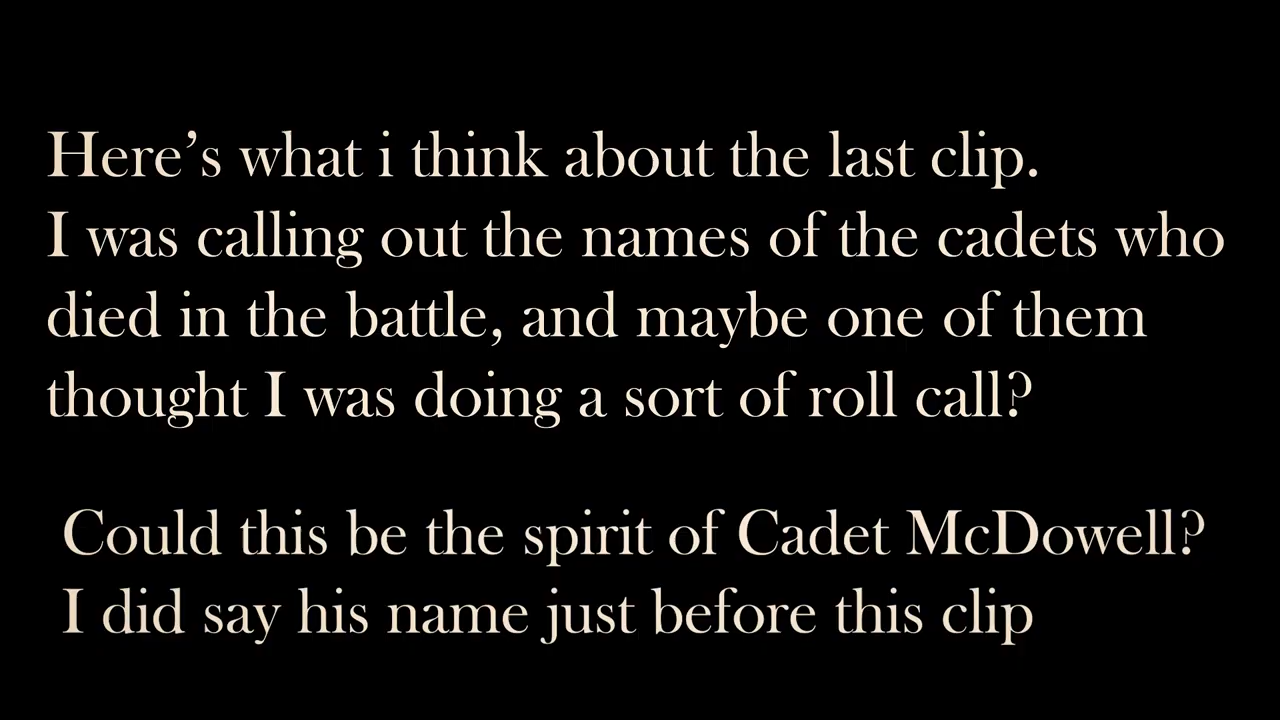 Here’s what i think about the last clip.
I was calling out the names of the cadets who
died in the battle, and maybe one of them
thought I was doing a sort of roll call?
Could this be the spirit of Cadet McDowell?
I did say his name just before this clip